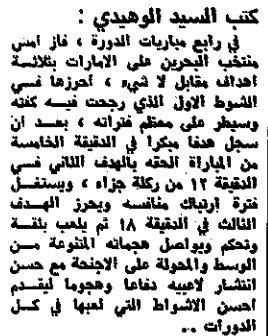 كتب السيد الوهيدي :
في رابع مباريات الدورة ، فاز امس
منتخب البحرين على الامارات بثلاثة
اهداف مقابل لا شيء ، أحرزها فسي
الشوط الاول الذي رجحت فيه كفته
وسيطر على معظم فتراته ، بعد ان
سجل هدفا مبكرا في الدقيقة الخامسة
من المباراة الحقه بالهدف الثاني فسي
الدقيقة ١٢ من ركلة جزاء ، ويستغل
فترة ارتباك منافسه ويحرز الهدف
الثالث في الدقيقة ١٨ ثم يلعب بثقة
وتحكم ويواصل هجماته المتنوعة من
الوسط والمحولة على الاجنحة مع حسن
انتشار لاعبيه دفاعا وهجوما ليقدم
احسن الاشواط التي لعبها في كل
الدورات ..